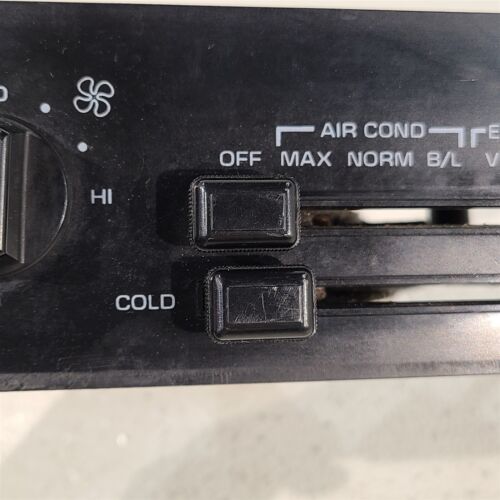 AIR COND
OFF MAX NORM B/L
HI
COLD